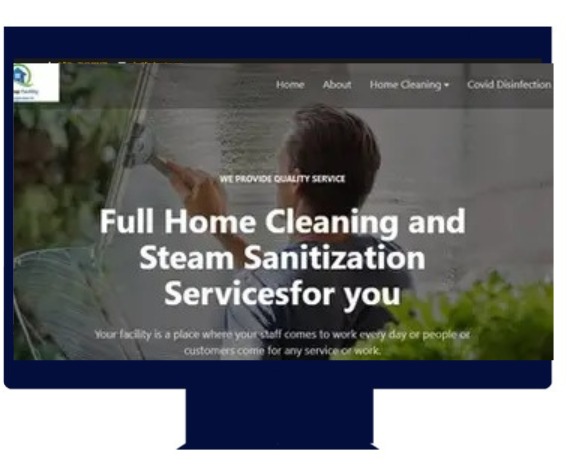 Home About Home Cleaning Covid Disinfection
WE PROVIDE QUALITY SERVICE
Full Home Cleaning and
Steam Sanitization
Servicesfor you
Your facility is a place where your staff comes to work every day or people or
customers come for any service or work.